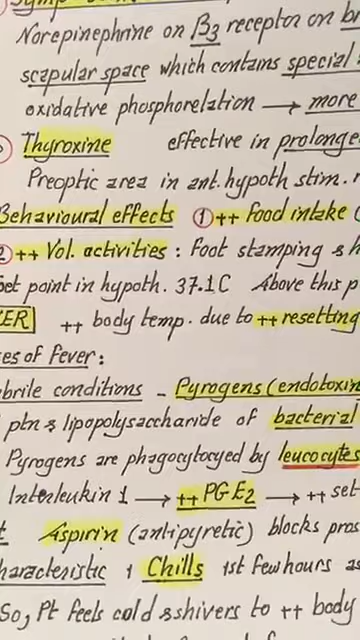 Norepinephrine on B3 receptor on
scapular space which contains special
oxidative phosphorelation → more
Thyroxine effective in prolonge
Preoptic area in ant. hypoth stim.
Behavioural effects ① ++ food intake (
2 ++ Vol. activities : foot stamping & h
et point in hypoth. 37.1C Above this p
ER ++ body temp. due to ++ resetting
es of Fever:
brile conditions - Pyrogens (endotoxin
ptn & lipopolysaccharide of bacterial
Pyrogens are phagocytocyed by leucocytes
Interleukin 1 → ++ PGE2 → ++ set
Aspirin (antipyretic) blocks pros
haracteristic Chills 1st few hours as
So, Pt feels cold & shivers to ++ body